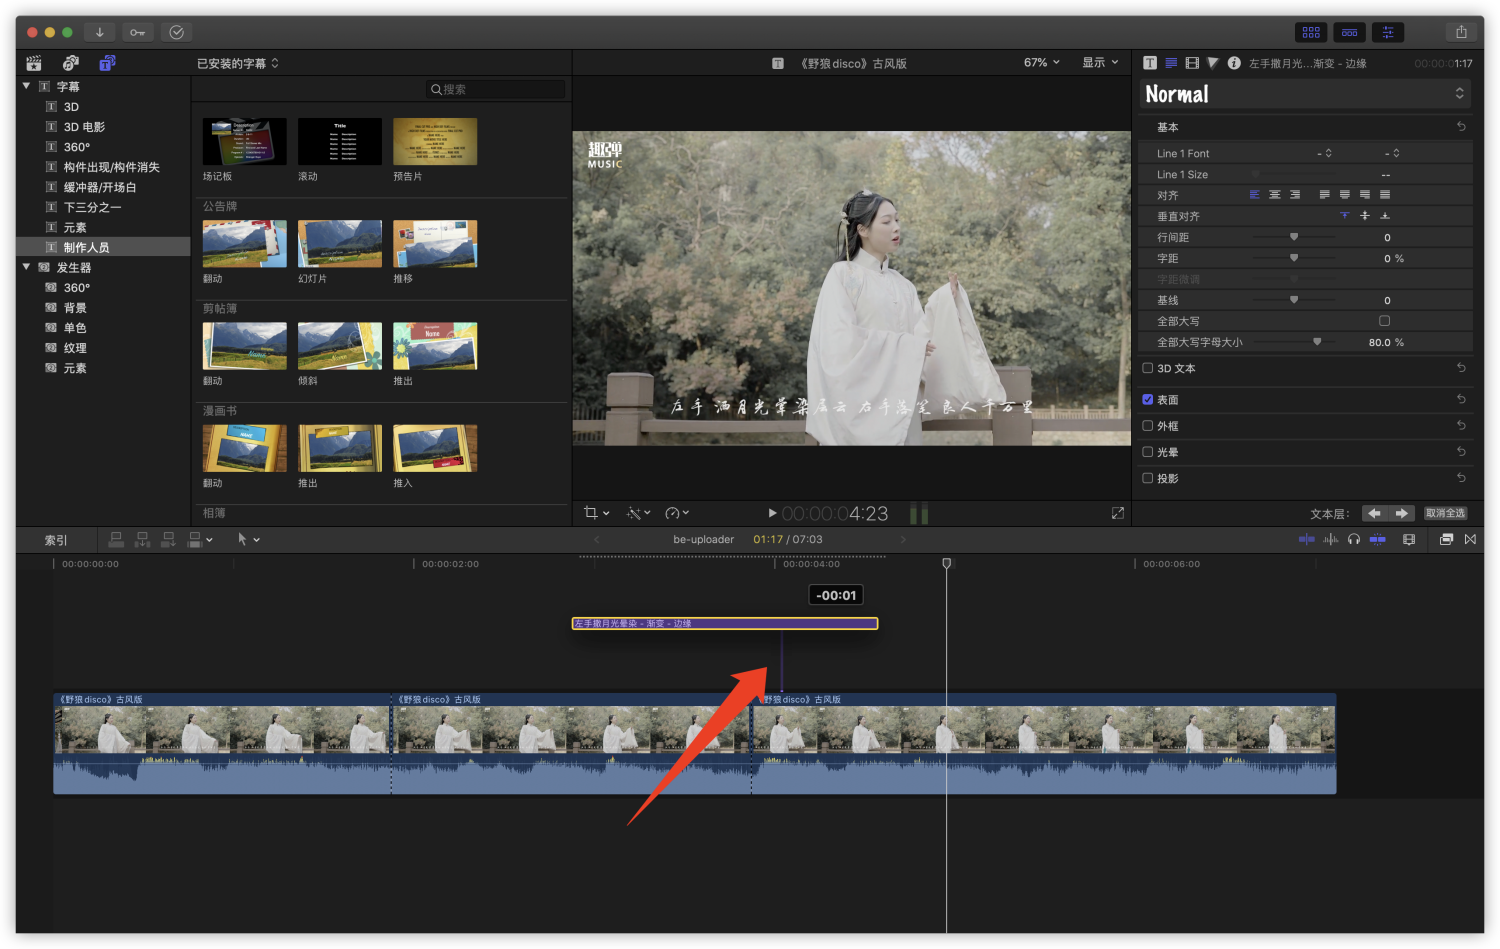 已安装的字幕
《野狼disco》古风版
67%
显示
左手撒月光...渐变 - 边缘
00:00:01:17
字幕
3D
3D 电影
360°
构件出现/构件消失
缓冲器/开场白
下三分之一
元素
制作人员
发生器
360°
背景
单色
纹理
元素
搜索
场记板
滚动
预告片
公告牌
翻动
幻灯片
推移
剪帖簿
翻动
倾斜
推出
漫画书
翻动
推出
推入
相簿
趣弹
MUSIC
左手 洒月光晕染层云 右手落笔 良人千万里
Normal
基本
Line 1 Font
-
-
Line 1 Size
--
对齐
垂直对齐
行间距
0
字距
0 %
字距微调
基线
0
全部大写
全部大写字母大小
80.0 %
3D 文本
表面
外框
光晕
投影
文本层：
取消全选
00:00:04:23
索引
be-uploader
01:17 / 07:03
00:00:00:00
00:00:02:00
00:00:04:00
00:00:06:00
-00:01
左手撒月光晕染 - 渐变 - 边缘
《野狼disco》古风版
《野狼disco》古风版
野狼disco》古风版